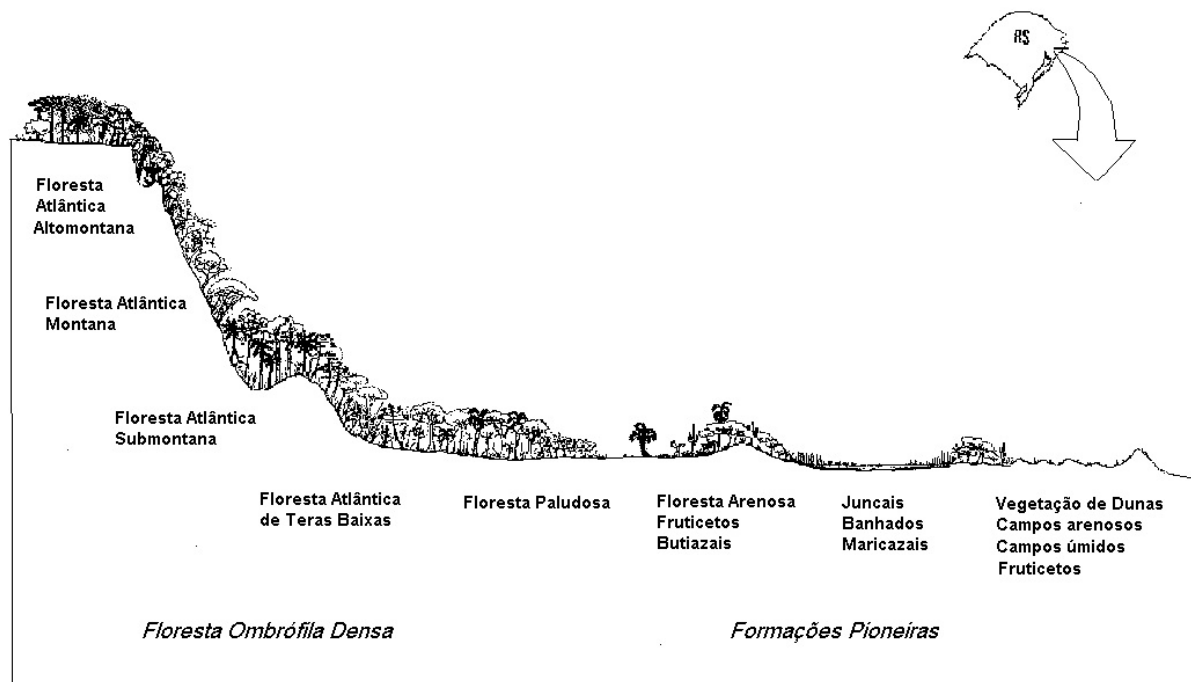 RS
Floresta
Atlântica
Altomontana
Floresta Atlântica
Montana
Floresta Atlântica
Submontana
Floresta Atlântica
de Teras Baixas
Floresta Paludosa
Floresta Arenosa
Fruticetos
Butiazais
Juncais
Banhados
Maricazais
Vegetação de Dunas
Campos arenosos
Campos úmidos
Fruticetos
Floresta Ombrófila Densa
Formações Pioneiras